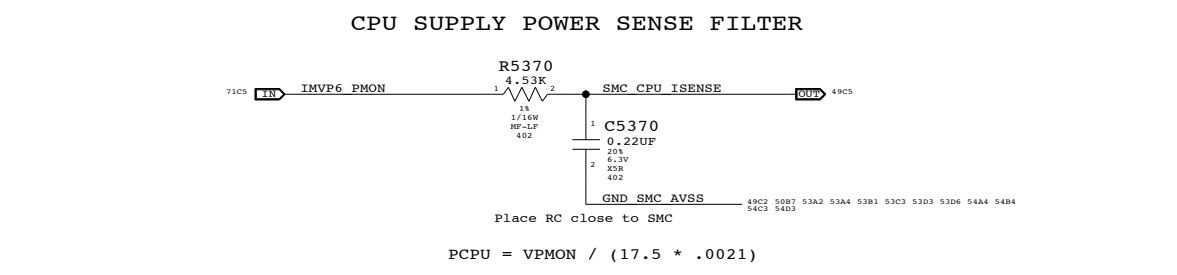 CPU SUPPLY POWER SENSE FILTER
R5370
4.53K
71C5 IN IMVP6_PMON 1 2 SMC_CPU_ISENSE OUT 49C5
1%
1/16W
MF-LF
402
1 C5370
0.22UF
20%
6.3V
2 X5R
402
GND_SMC_AVSS 49C2 50B7 53A2 53A4 53B1 53C3 53D3 53D6 54A4 54B4
54C3 54D3
Place RC close to SMC
PCPU = VPMON / (17.5 * .0021)